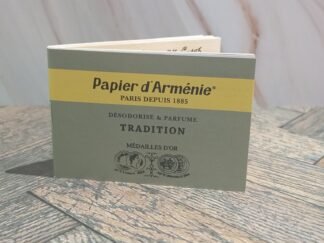 Papier d'Arménie®
PARIS DEPUIS 1885
DÉSODORISE & PARFUME
TRADITION
MÉDAILLES D'OR